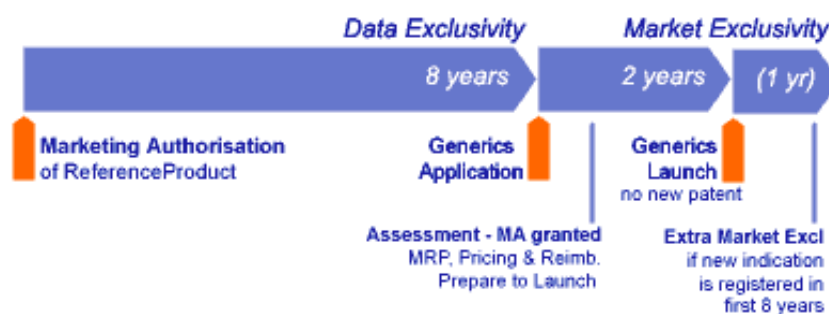 Data Exclusivity
Market Exclusivity
8 years
2 years
(1 yr)
Marketing Authorisation
of ReferenceProduct
Generics
Application
Generics
Launch
no new patent
Assessment - MA granted
MRP, Pricing & Reimb.
Prepare to Launch
Extra Market Excl
if new indication
is registered in
first 8 years